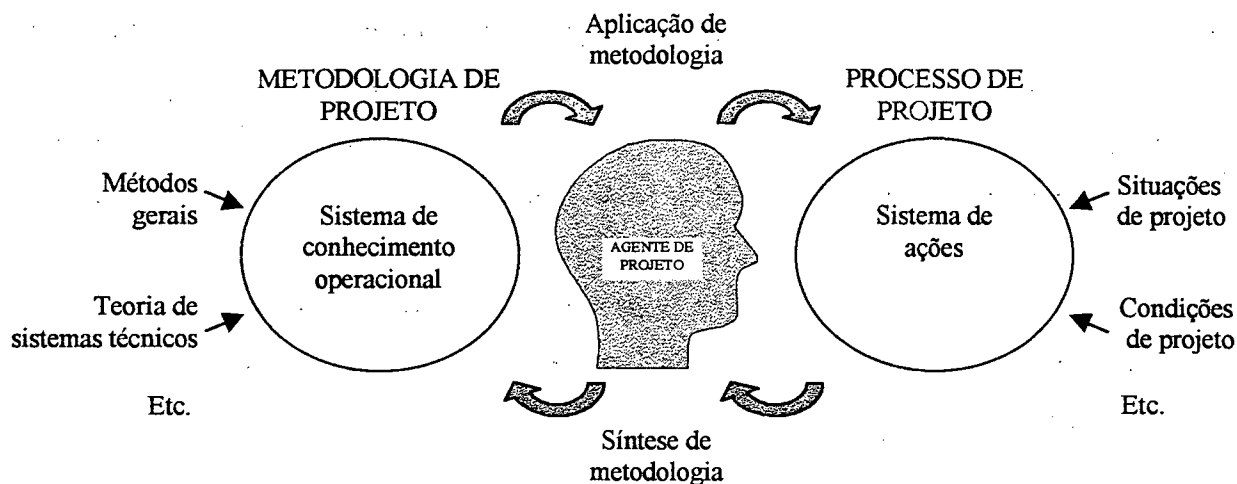 Aplicação de
metodologia
METODOLOGIA DE
PROJETO
PROCESSO DE
PROJETO
Métodos
gerais
Teoria de
sistemas técnicos
Etc.
Sistema de
conhecimento
operacional
AGENTE DE
PROJETO
Sistema de
ações
Situações
de projeto
Condições
de projeto
Etc.
Síntese de
metodologia